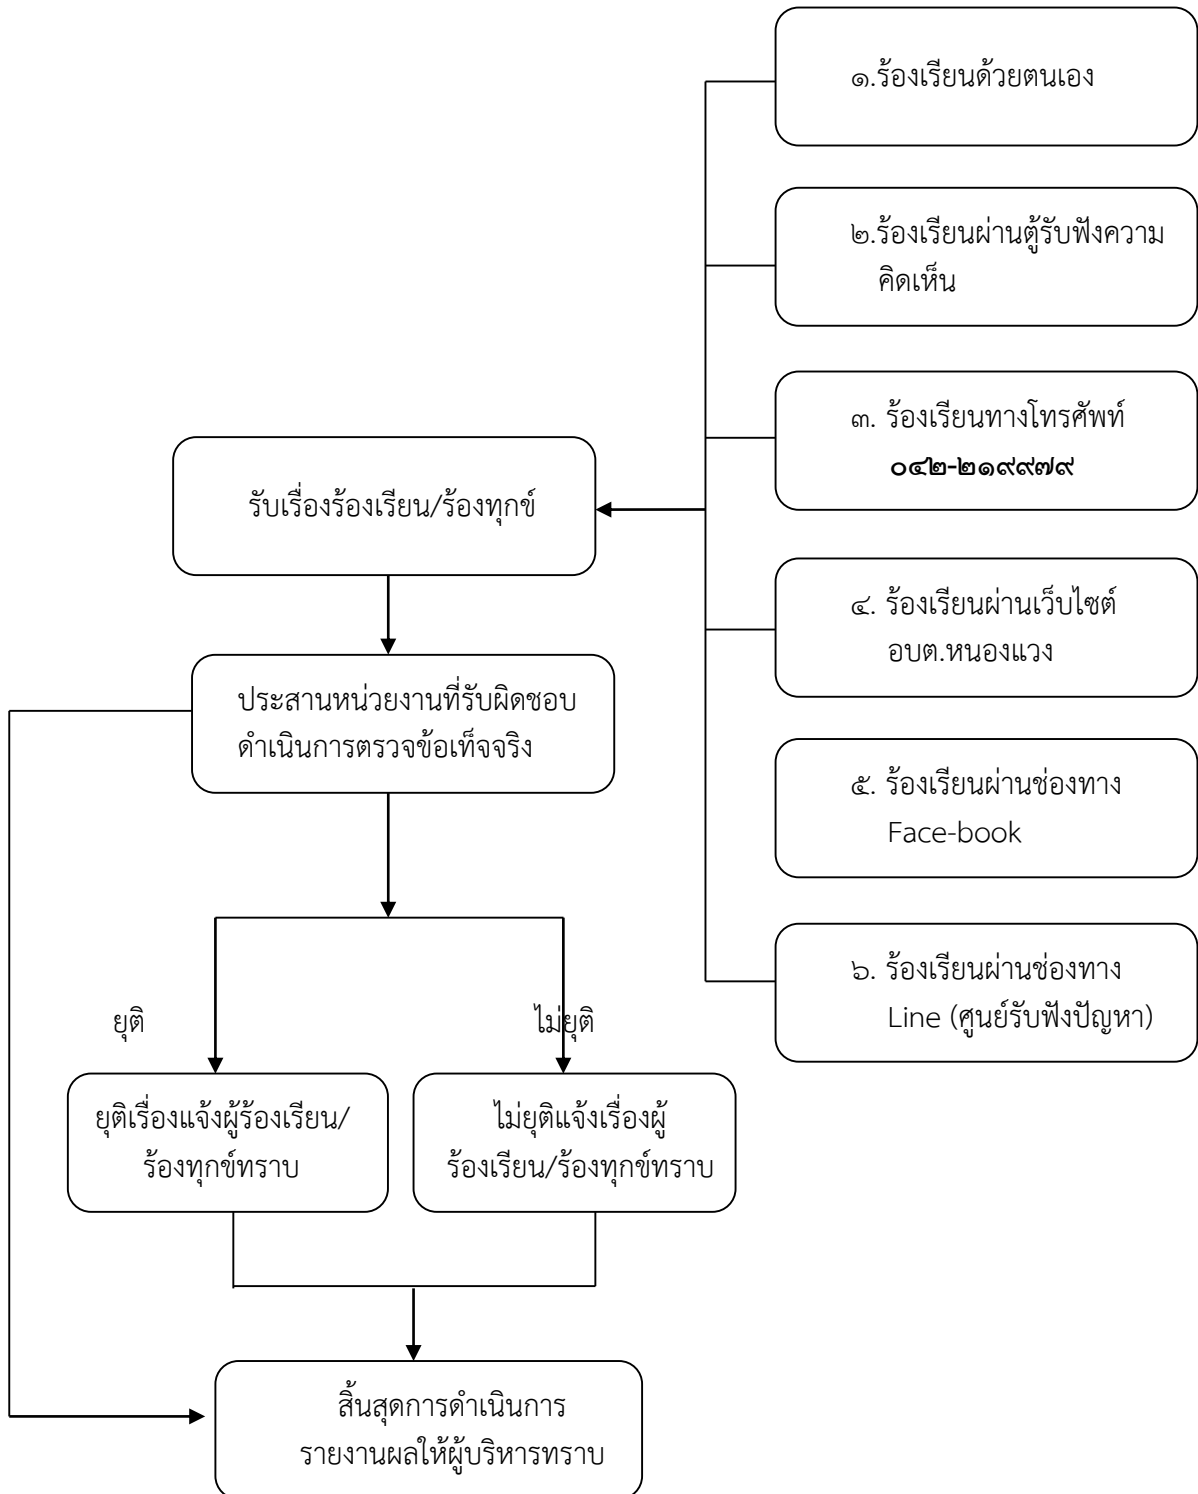 ๑.ร้องเรียนด้วยตนเอง
๒.ร้องเรียนผ่านตู้รับฟังความ
คิดเห็น
๓. ร้องเรียนทางโทรศัพท์
๐๔๒-๒๑๙๙๗๙
รับเรื่องร้องเรียน/ร้องทุกข์
๔. ร้องเรียนผ่านเว็บไซต์
อบต.หนองแวง
ประสานหน่วยงานที่รับผิดชอบ
ดำเนินการตรวจข้อเท็จจริง
๕. ร้องเรียนผ่านช่องทาง
Face-book
๖. ร้องเรียนผ่านช่องทาง
Line (ศูนย์รับฟังปัญหา)
ยุติ
ไม่ยุติ
ยุติเรื่องแจ้งผู้ร้องเรียน/
ร้องทุกข์ทราบ
ไม่ยุติแจ้งเรื่องผู้
ร้องเรียน/ร้องทุกข์ทราบ
สิ้นสุดการดำเนินการ
รายงานผลให้ผู้บริหารทราบ